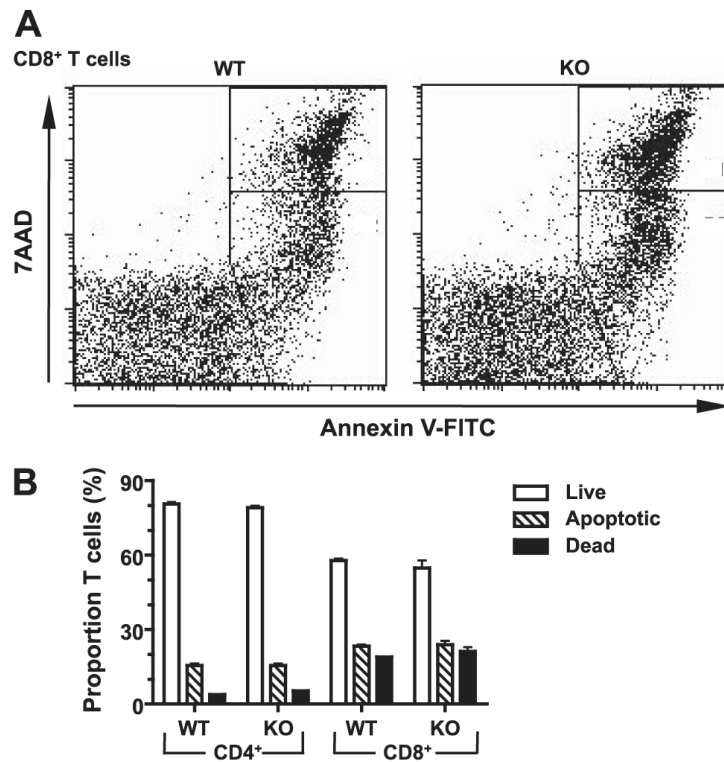 A
CD8⁺ T cells
WT
KO
7AAD
Annexin V-FITC
B
Proportion T cells (%)
90
60
30
0
WT
KO
WT
KO
CD4⁺
CD8⁺
Live
Apoptotic
Dead